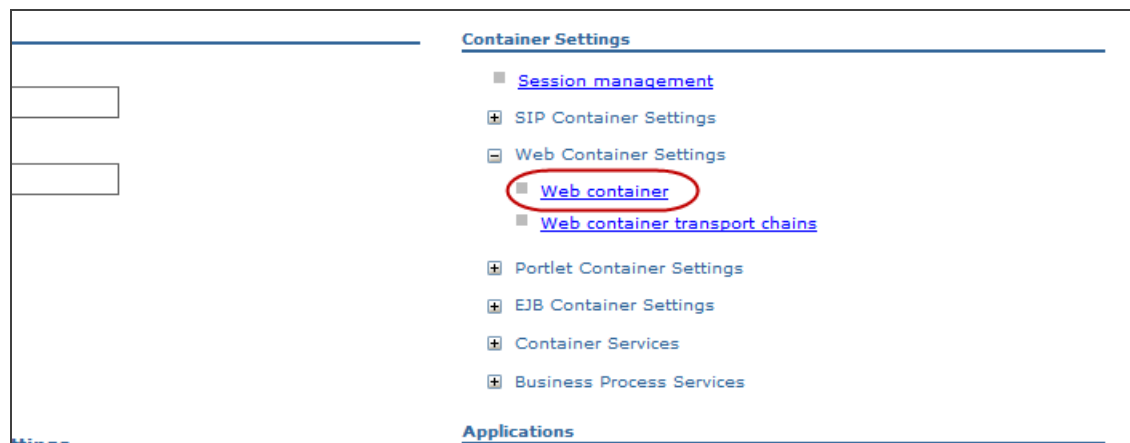 Container Settings
Session management
SIP Container Settings
Web Container Settings
Web container
Web container transport chains
Portlet Container Settings
EJB Container Settings
Container Services
Business Process Services
Applications